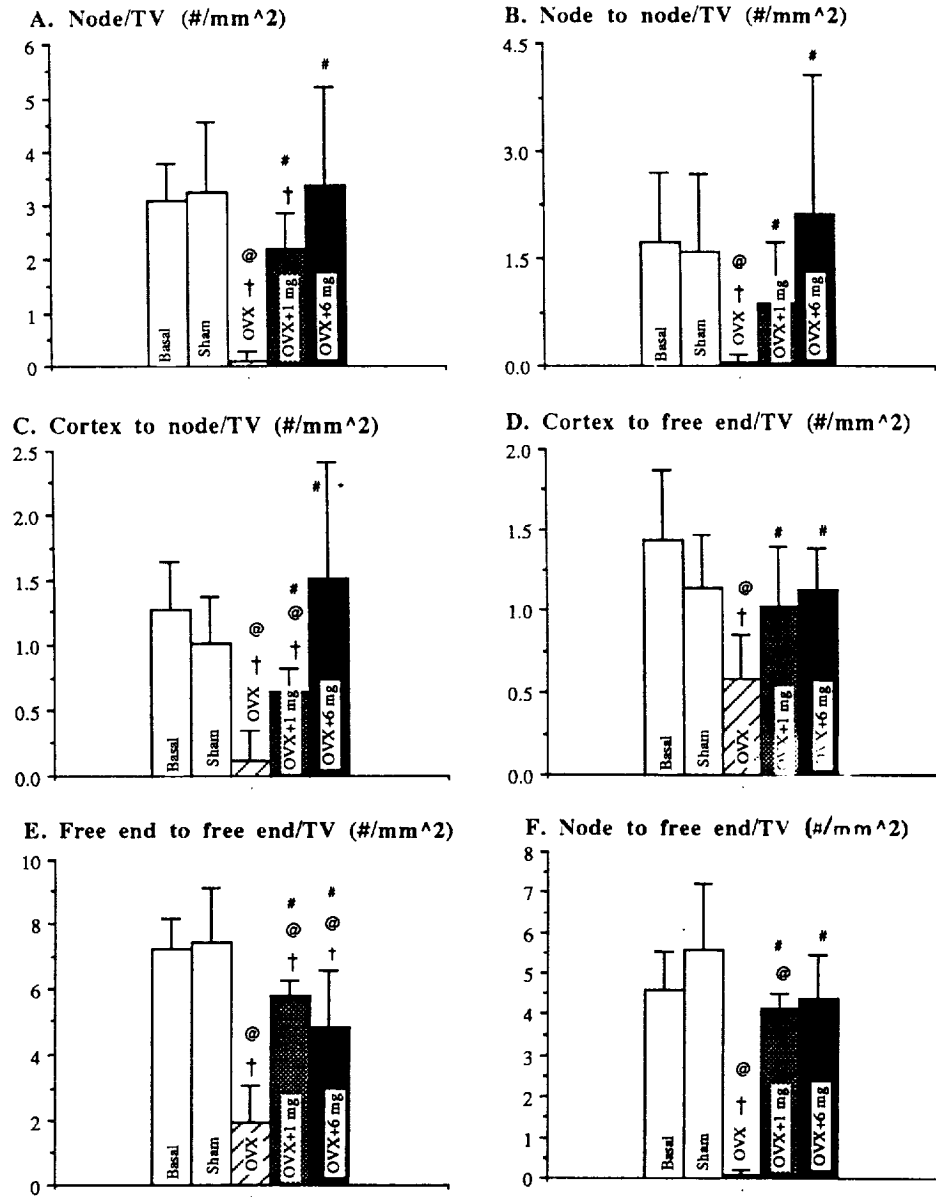 A. Node/TV (#/mm^2)
6
5
4
3
2
1
0
Basal
Sham
@
†
OVX
#
†
OVX+1 mg
#
OVX+6 mg
B. Node to node/TV (#/mm^2)
4.5
3.0
1.5
0.0
Basal
Sham
@
†
OVX
#
OVX+1 mg
#
OVX+6 mg
C. Cortex to node/TV (#/mm^2)
2.5
2.0
1.5
1.0
0.5
0.0
Basal
Sham
@
†
OVX
#
@
†
OVX+1 mg
#
OVX+6 mg
D. Cortex to free end/TV (#/mm^2)
2.0
1.5
1.0
0.5
0.0
Basal
Sham
@
†
OVX
#
X+1 mg
#
X+6 mg
E. Free end to free end/TV (#/mm^2)
10
8
6
4
2
0
Basal
Sham
@
†
OVX
#
@
†
OVX+1 mg
#
@
†
OVX+6 mg
F. Node to free end/TV (#/mm^2)
8
7
6
5
4
3
2
1
0
Basal
Sham
@
†
OVX
#
@
OVX+1 mg
#
OVX+6 mg